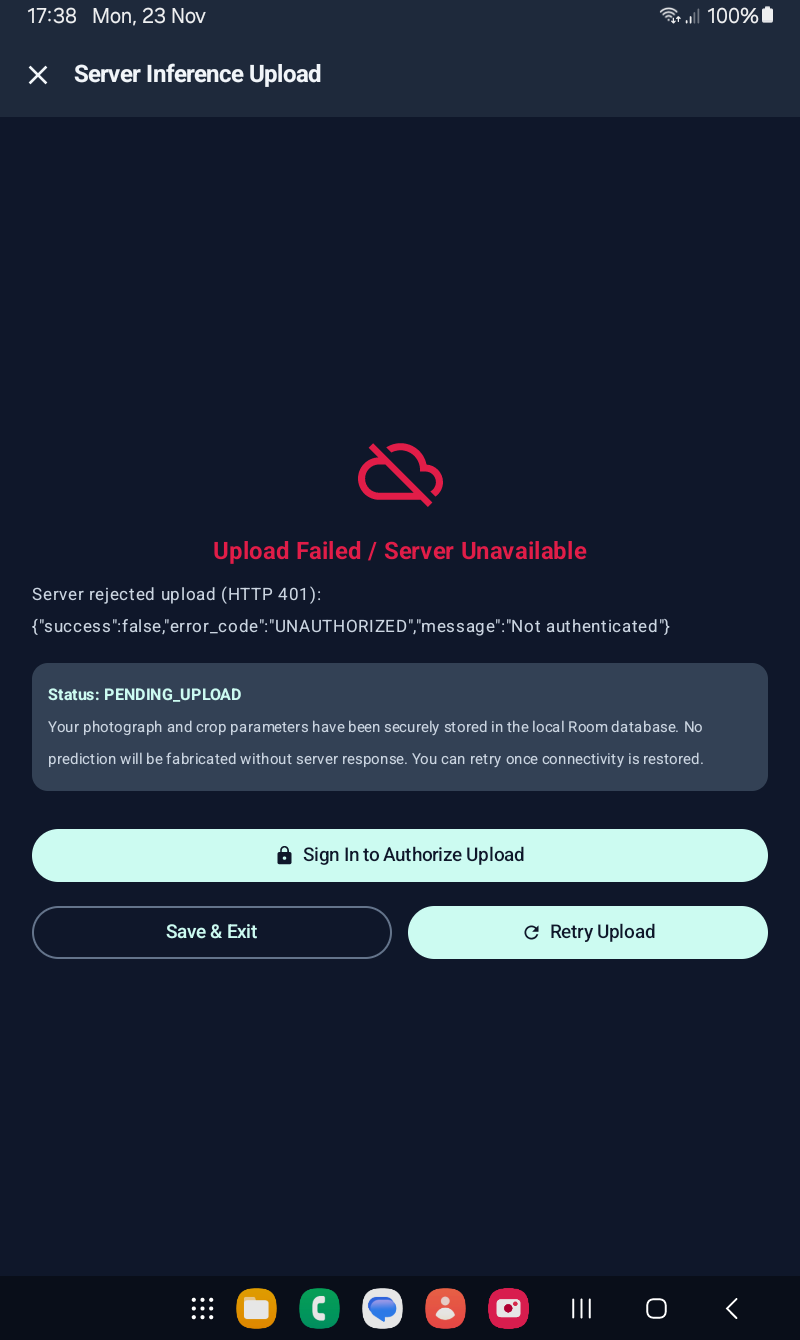 17:38 Mon, 23 Nov 100%
Server Inference Upload
Upload Failed / Server Unavailable
Server rejected upload (HTTP 401):
{"success":false,"error_code":"UNAUTHORIZED","message":"Not authenticated"}
Status: PENDING_UPLOAD
Your photograph and crop parameters have been securely stored in the local Room database. No
prediction will be fabricated without server response. You can retry once connectivity is restored.
Sign In to Authorize Upload
Save & Exit
Retry Upload